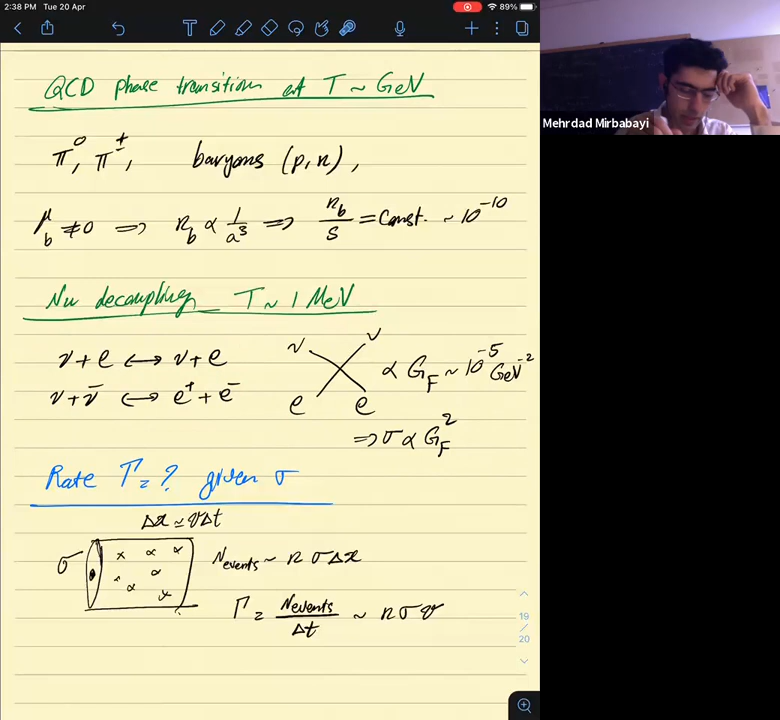 2:38 PM Tue 20 Apr 89%
QCD phase transition at T ~ GeV
π⁰, π^±, baryons (p, n),
μ_b ≠ 0 ⟹ n_b ∝ 1/a³ ⟹ n_b/s = Const. ~ 10^{-10}
Mehrdad Mirbabayi
Nu decoupling T ~ 1 MeV
ν + e ⟷ ν + e
ν + ν̄ ⟷ e⁺ + e⁻
ν ν
e e
∝ G_F ~ 10^{-5} GeV^{-2}
⟹ σ ∝ G_F²
Rate Γ = ? given σ
Δx ≃ vΔt
σ
N_events ~ n σ Δx
Γ = N_events/Δt ~ n σ v
19
/
20